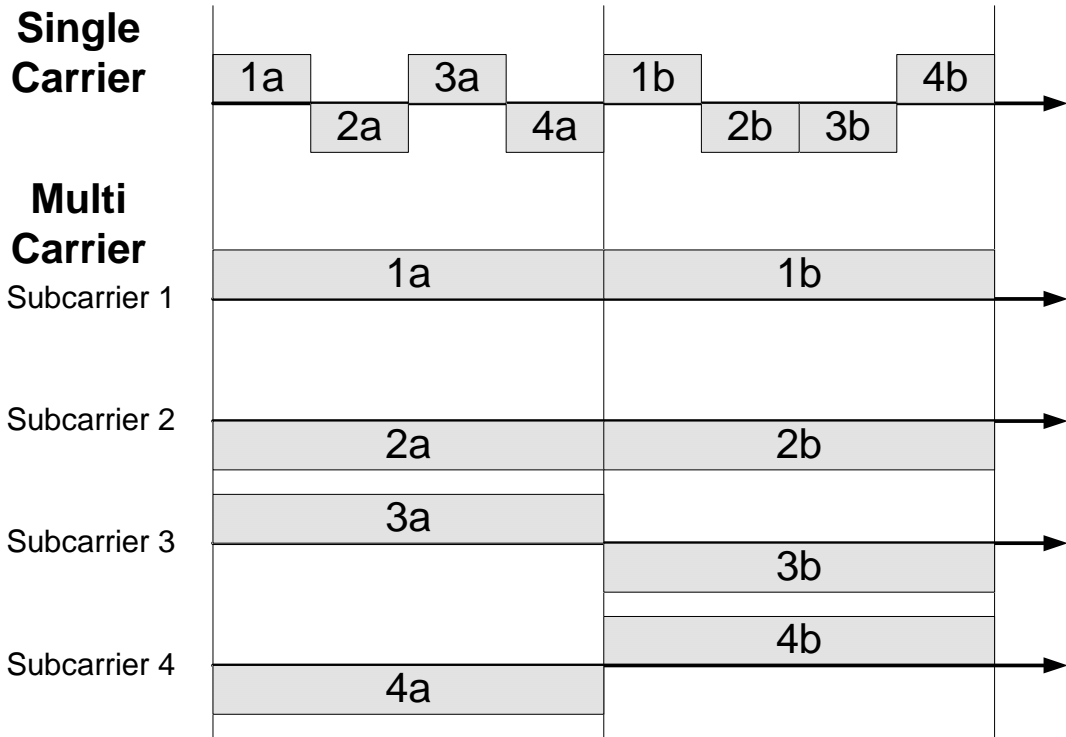 Single
Carrier
1a
2a
3a
4a
1b
2b
3b
4b
Multi
Carrier
Subcarrier 1
1a
1b
Subcarrier 2
2a
2b
Subcarrier 3
3a
3b
Subcarrier 4
4a
4b